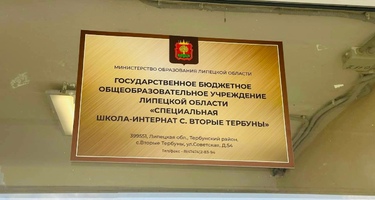 МИНИСТЕРСТВО ОБРАЗОВАНИЯ ЛИПЕЦКОЙ ОБЛАСТИ
ГОСУДАРСТВЕННОЕ БЮДЖЕТНОЕ
ОБЩЕОБРАЗОВАТЕЛЬНОЕ УЧРЕЖДЕНИЕ
ЛИПЕЦКОЙ ОБЛАСТИ
«СПЕЦИАЛЬНАЯ
ШКОЛА-ИНТЕРНАТ С. ВТОРЫЕ ТЕРБУНЫ»
399551, Липецкая обл., Тербунский район,
с.Вторые Тербуны, ул.Советская, Д.54